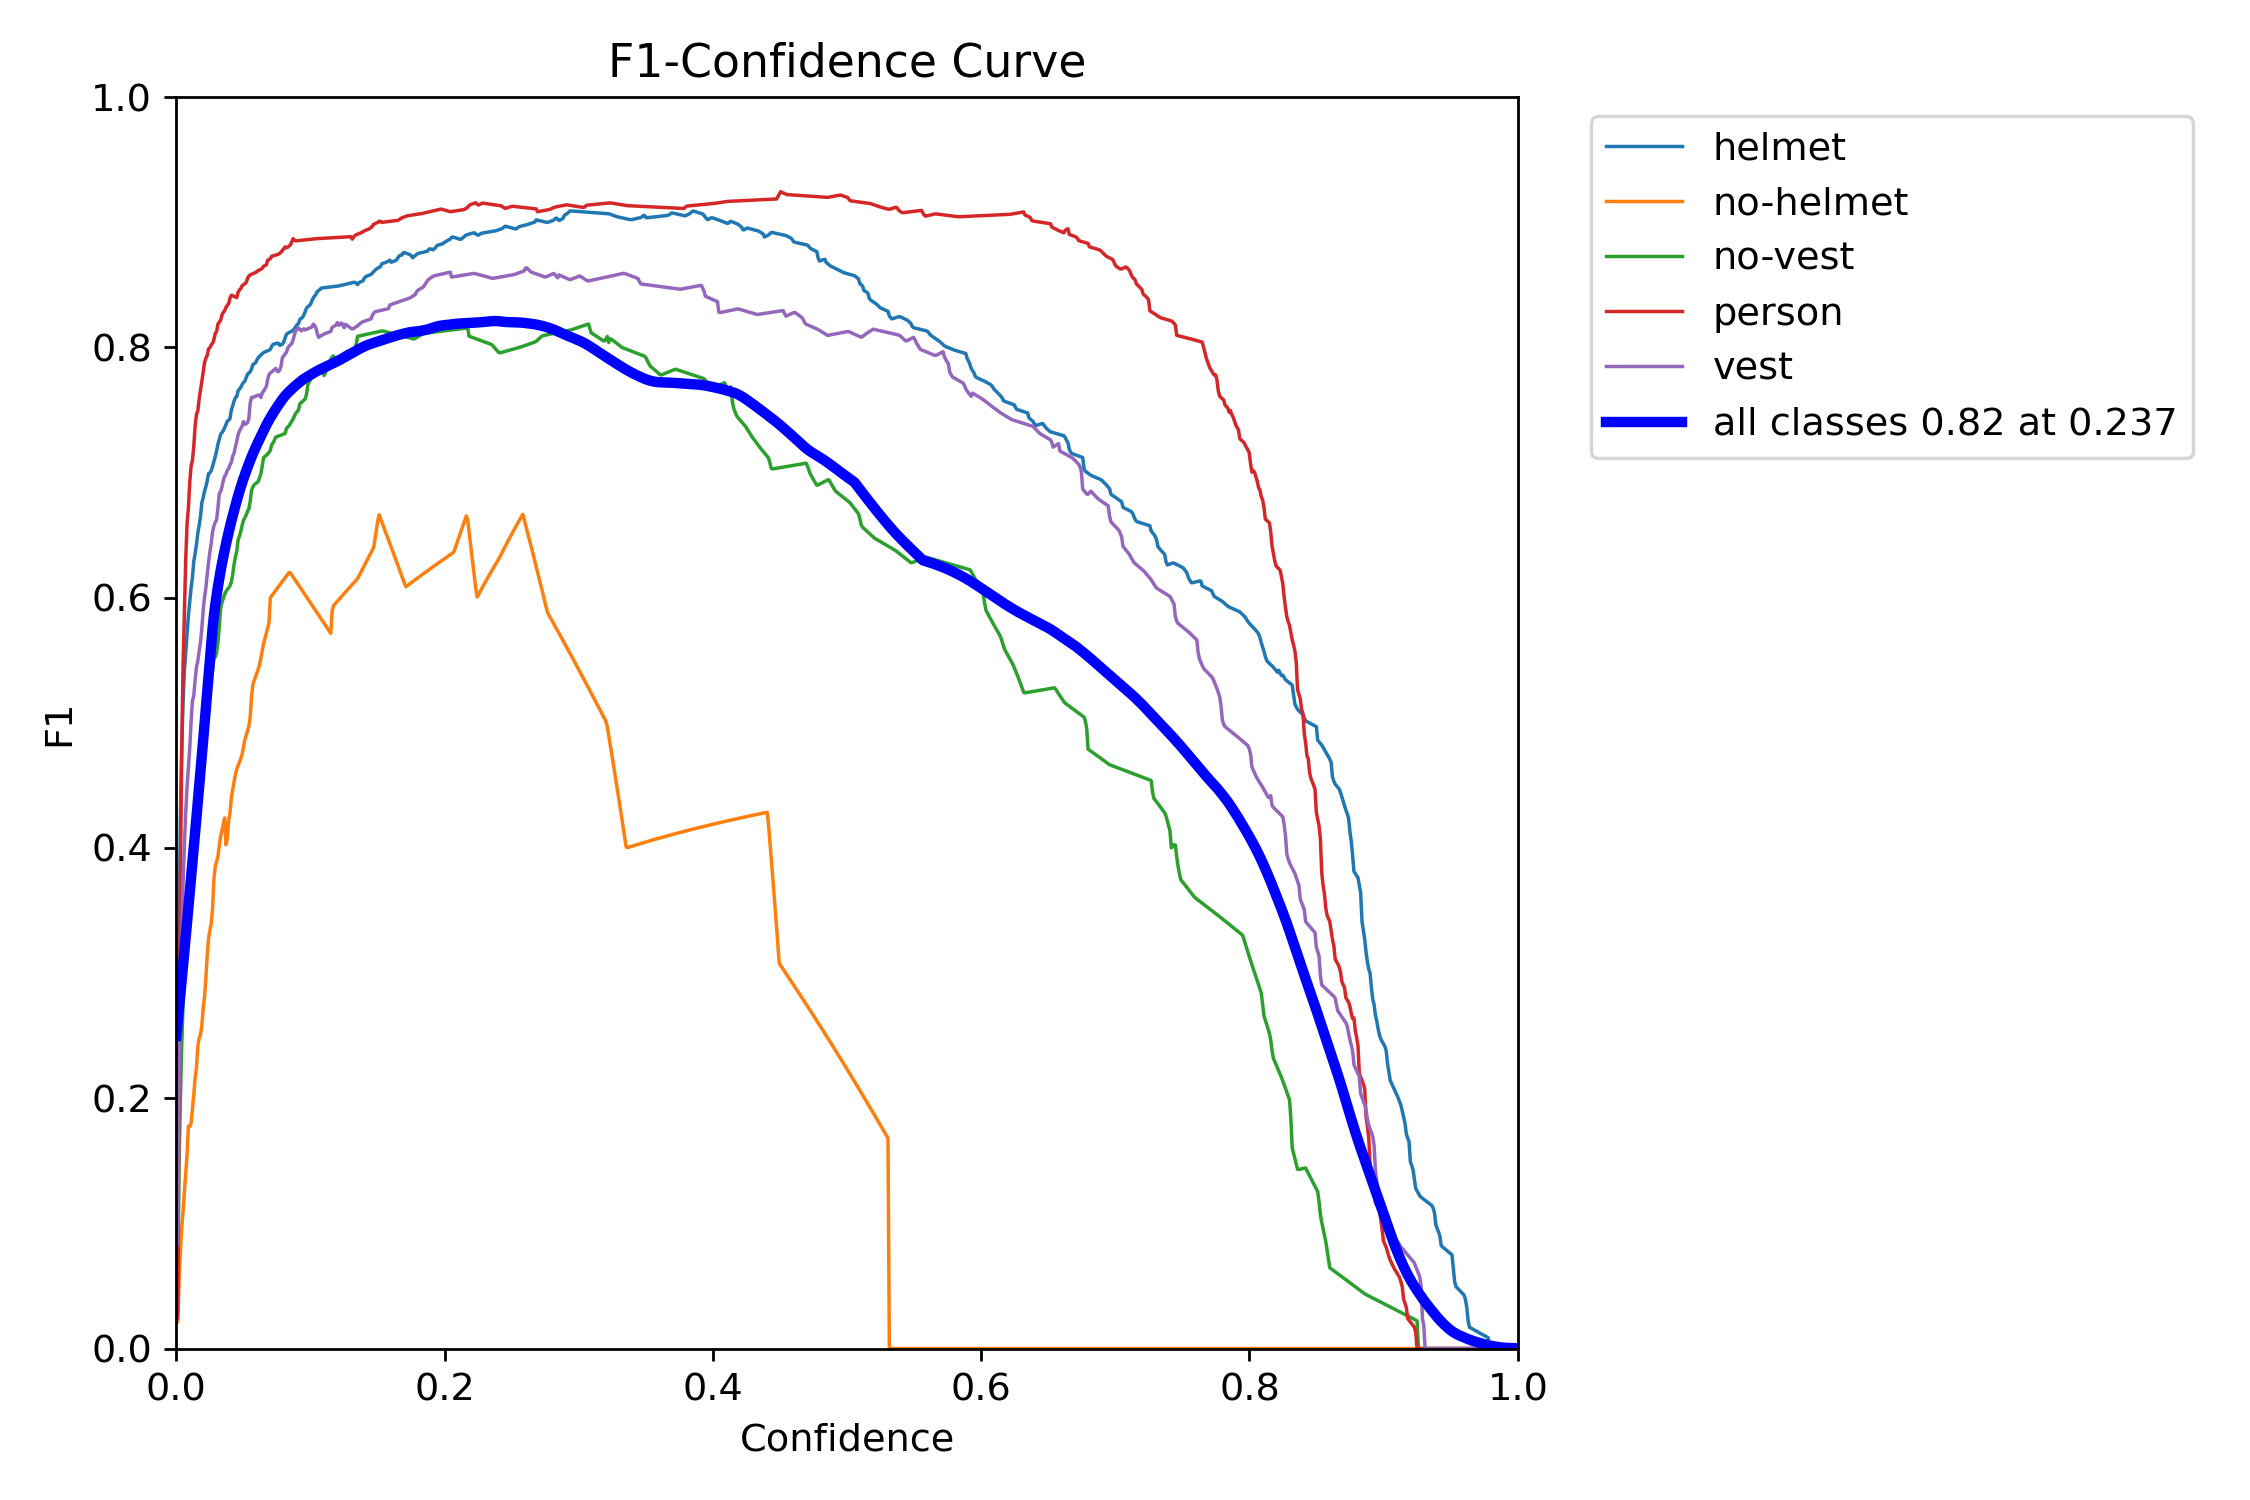 F1-Confidence Curve
1.0
0.8
0.6
0.4
0.2
0.0
F1
0.0 0.2 0.4 0.6 0.8 1.0
Confidence
helmet
no-helmet
no-vest
person
vest
all classes 0.82 at 0.237